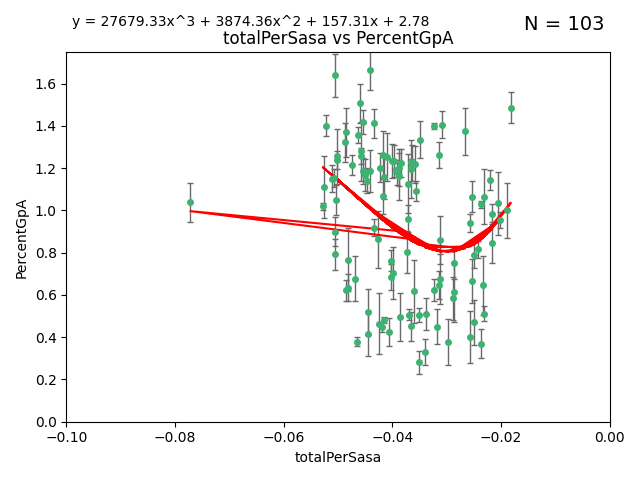 y = 27679.33x^3 + 3874.36x^2 + 157.31x + 2.78
N = 103
totalPerSasa vs PercentGpA
1.6
1.4
1.2
1.0
0.8
0.6
0.4
0.2
0.0
PercentGpA
−0.10 −0.08 −0.06 −0.04 −0.02 0.00
totalPerSasa